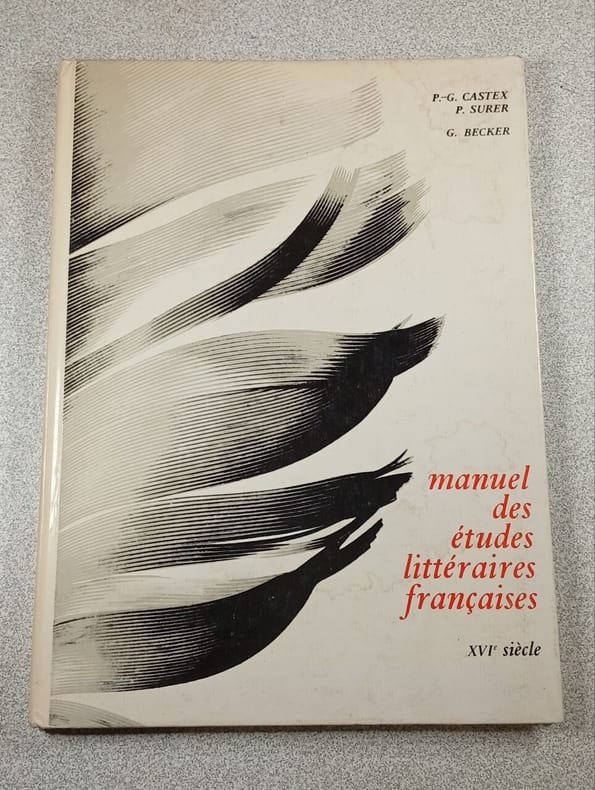 P.-G. CASTEX
P. SURER
G. BECKER
manuel
des
études
littéraires
françaises
XVIe siècle